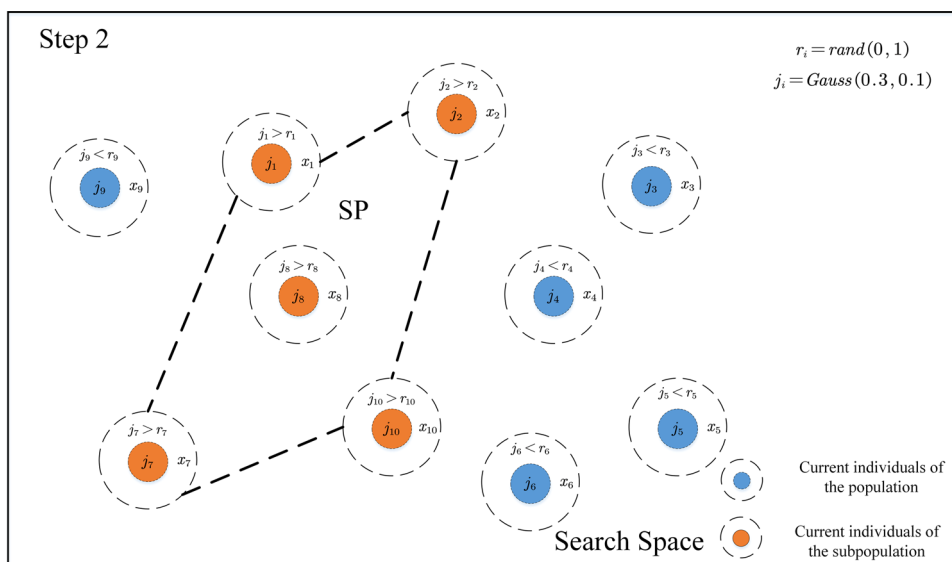 Step 2
r_i = rand(0, 1)
j_i = Gauss(0.3, 0.1)
j_2 > r_2
j_2
x_2
j_1 > r_1
j_1
x_1
j_9 < r_9
j_9
x_9
j_3 < r_3
j_3
x_3
SP
j_8 > r_8
j_8
x_8
j_4 < r_4
j_4
x_4
j_10 > r_10
j_10
x_10
j_5 < r_5
j_5
x_5
j_7 > r_7
j_7
x_7
j_6 < r_6
j_6
x_6
Current individuals of
the population
Search Space
Current individuals of
the subpopulation